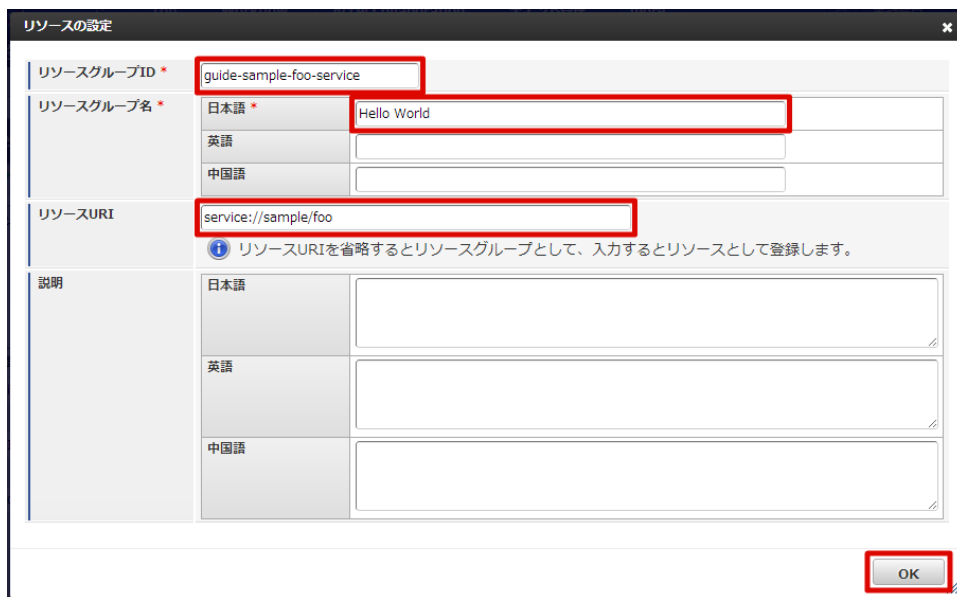 リソースの設定
リソースグループID *
guide-sample-foo-service
リソースグループ名 *
日本語 *
Hello World
英語
中国語
リソースURI
service://sample/foo
リソースURIを省略するとリソースグループとして、入力するとリソースとして登録します。
説明
日本語
英語
中国語
OK